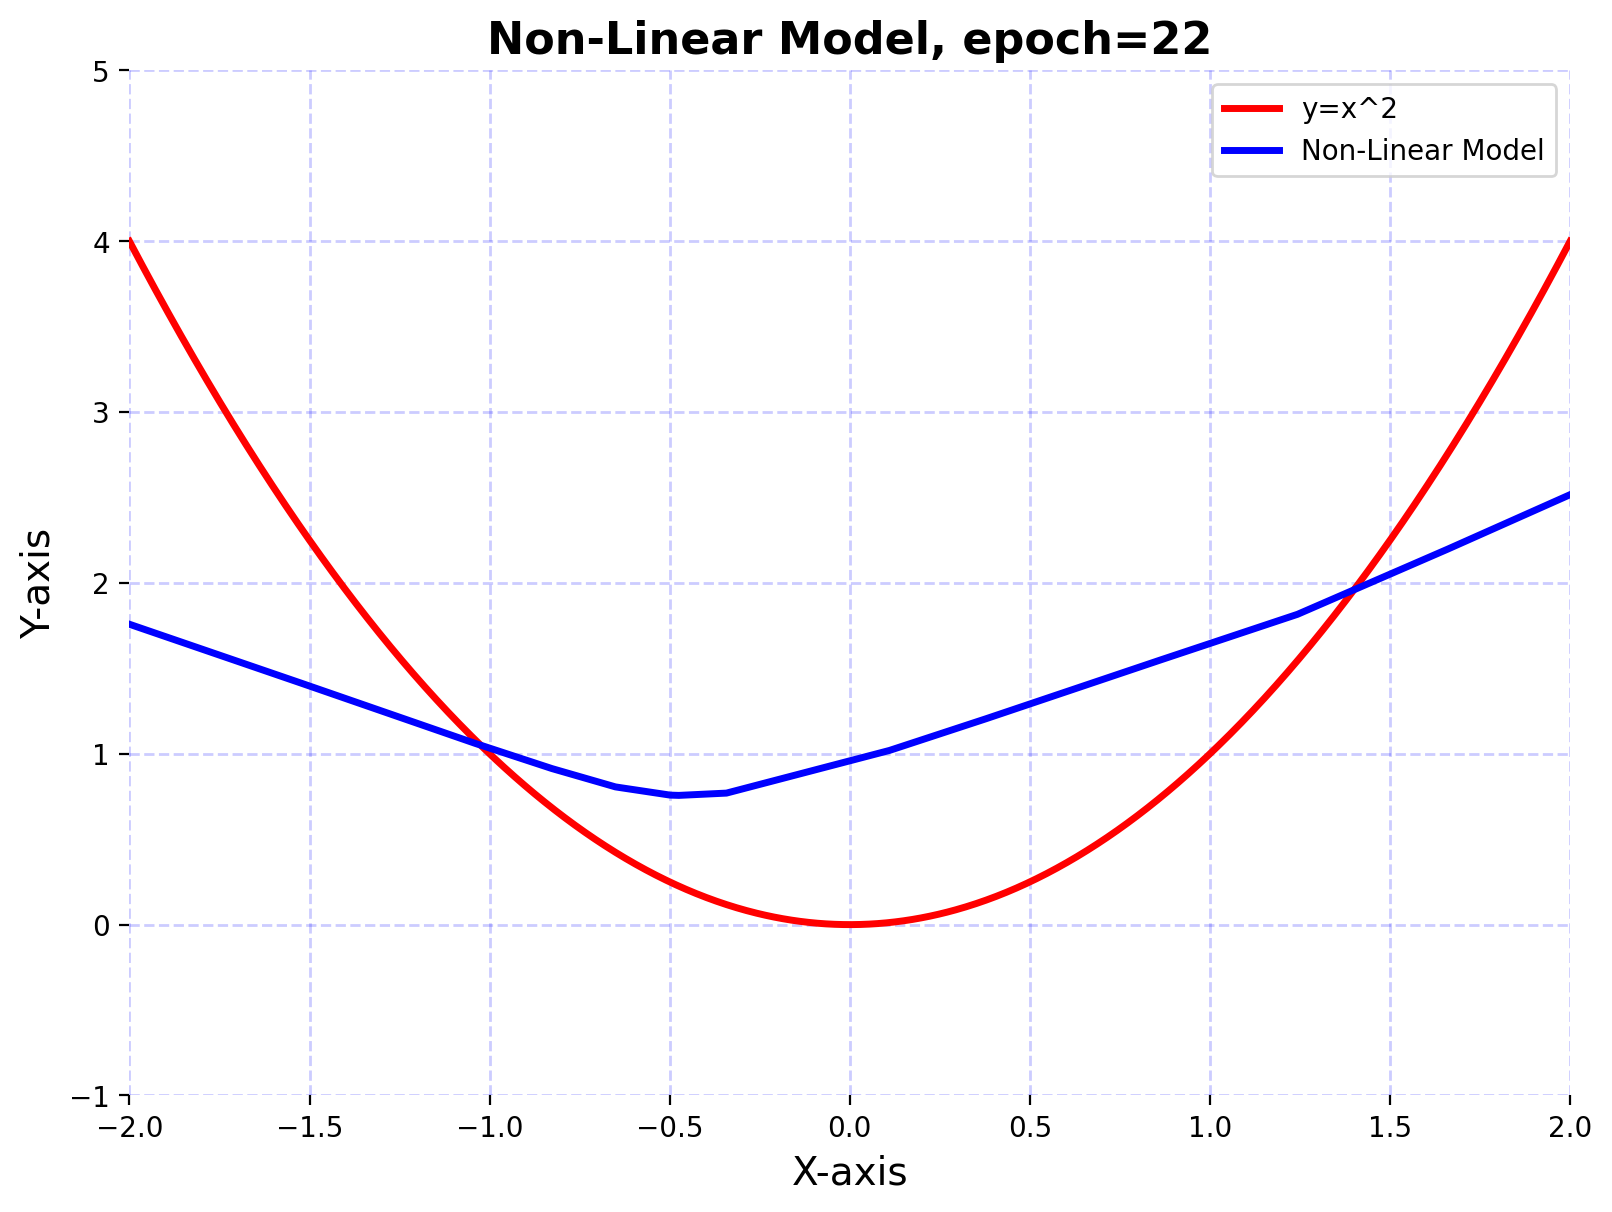 Non-Linear Model, epoch=22
y=x^2
Non-Linear Model
Y-axis
5
4
3
2
1
0
−1
−2.0 −1.5 −1.0 −0.5 0.0 0.5 1.0 1.5 2.0
X-axis